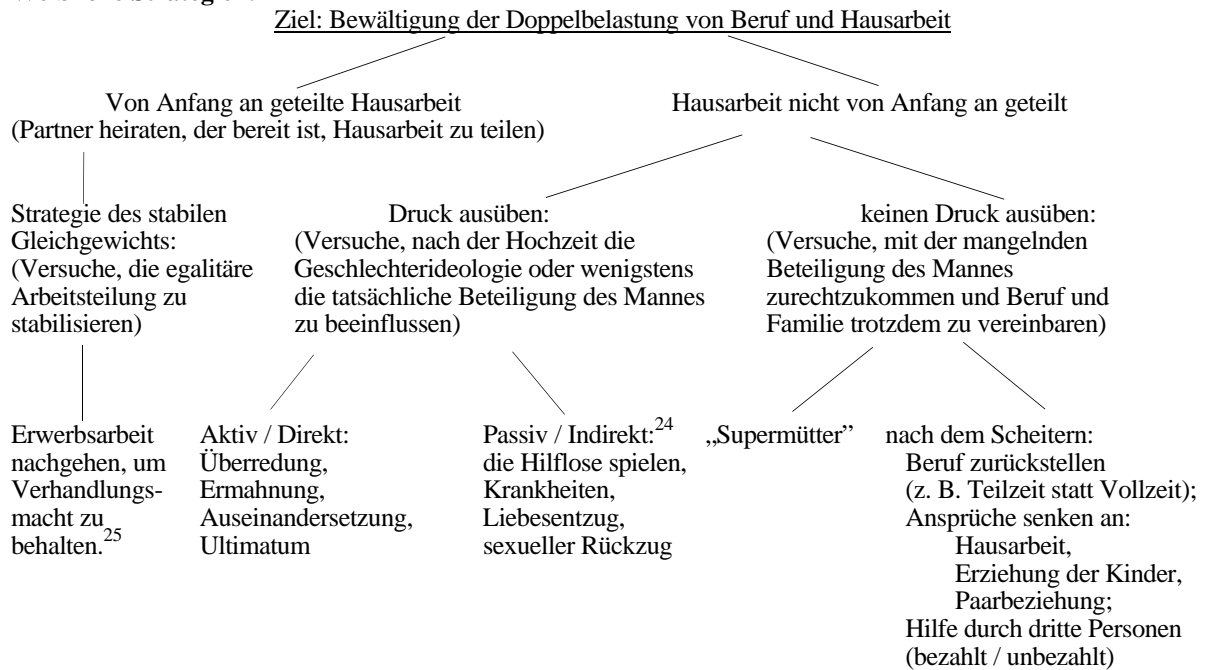 Ziel: Bewältigung der Doppelbelastung von Beruf und Hausarbeit
Von Anfang an geteilte Hausarbeit
(Partner heiraten, der bereit ist, Hausarbeit zu teilen)
Hausarbeit nicht von Anfang an geteilt
Strategie des stabilen
Gleichgewichts:
(Versuche, die egalitäre
Arbeitsteilung zu
stabilisieren)
Druck ausüben:
(Versuche, nach der Hochzeit die
Geschlechterideologie oder wenigstens
die tatsächliche Beteiligung des Mannes
zu beeinflussen)
keinen Druck ausüben:
(Versuche, mit der mangelnden
Beteiligung des Mannes
zurechtzukommen und Beruf und
Familie trotzdem zu vereinbaren)
Erwerbsarbeit
nachgehen, um
Verhandlungs-
macht zu
behalten.25
Aktiv / Direkt:
Überredung,
Ermahnung,
Auseinandersetzung,
Ultimatum
Passiv / Indirekt:24
die Hilflose spielen,
Krankheiten,
Liebesentzug,
sexueller Rückzug
„Supermütter”
nach dem Scheitern:
Beruf zurückstellen
(z. B. Teilzeit statt Vollzeit);
Ansprüche senken an:
Hausarbeit,
Erziehung der Kinder,
Paarbeziehung;
Hilfe durch dritte Personen
(bezahlt / unbezahlt)